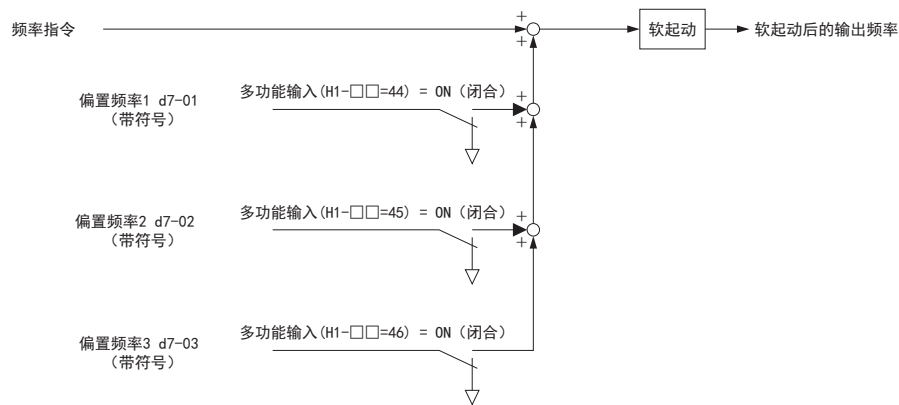 频率指令
+
+
软起动
软起动后的输出频率
偏置频率1 d7-01
（带符号）
多功能输入(H1-□□=44) = ON（闭合）
+
+
偏置频率2 d7-02
（带符号）
多功能输入(H1-□□=45) = ON（闭合）
+
+
偏置频率3 d7-03
（带符号）
多功能输入(H1-□□=46) = ON（闭合）